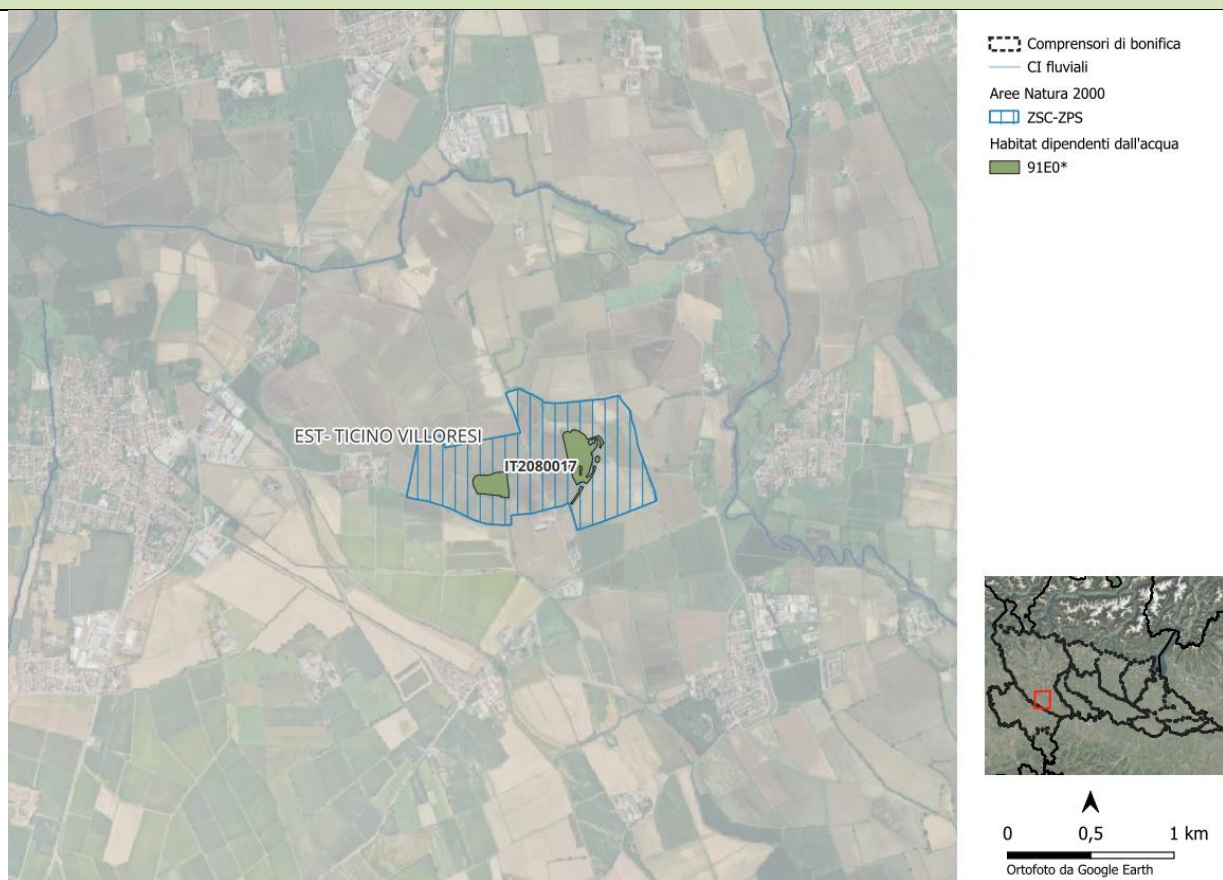 EST- TICINO VILLORESI
IT2080017
Comprensori di bonifica
CI fluviali
Aree Natura 2000
ZSC-ZPS
Habitat dipendenti dall'acqua
91E0*
0 0,5 1 km
Ortofoto da Google Earth